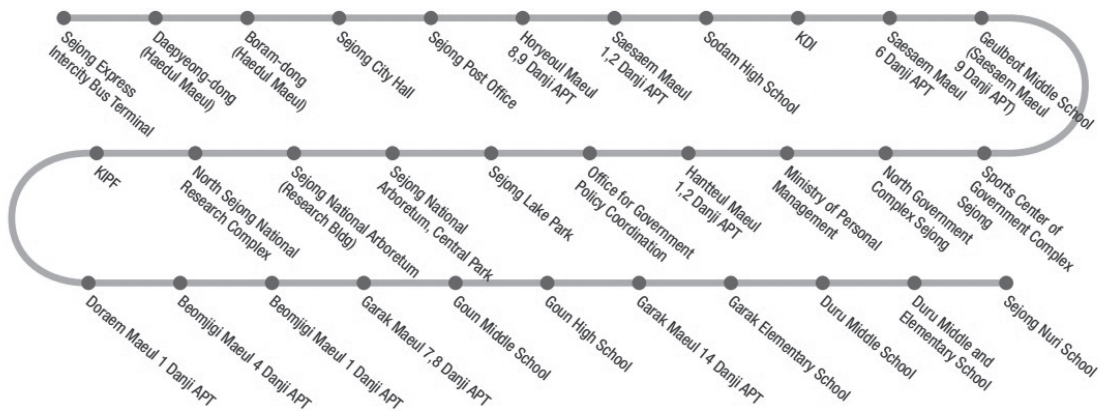 Sejong Express
Intercity Bus Terminal
Daepyeong-dong
(Haedul Maeul)
Boram-dong
(Haedul Maeul)
Sejong City Hall
Sejong Post Office
Horyeoul Maeul
8,9 Danji APT
Saesaem Maeul
1,2 Danji APT
Sodam High School
KDI
Saesaem Maeul
6 Danji APT
Geulbeot Middle School
(Saesaem Maeul
9 Danji APT)
KIPF
North Sejong National
Research Complex
Sejong National Arboretum
(Research Bldg)
Sejong National
Arboretum, Central Park
Sejong Lake Park
Office for Government
Policy Coordination
Hantteul Maeul
1,2 Danji APT
Ministry of Personal
Management
North Government
Complex Sejong
Sports Center of
Government Complex
Sejong
Doraem Maeul 1 Danji APT
Beomjigi Maeul 4 Danji APT
Beomjigi Maeul 1 Danji APT
Garak Maeul 7,8 Danji APT
Goun Middle School
Goun High School
Garak Maeul 14 Danji APT
Garak Elementary School
Duru Middle School
Duru Middle and
Elementary School
Sejong Nuri School